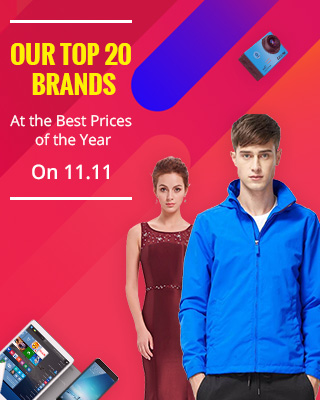 OUR TOP 20
BRANDS
At the Best Prices
of the Year
On 11.11